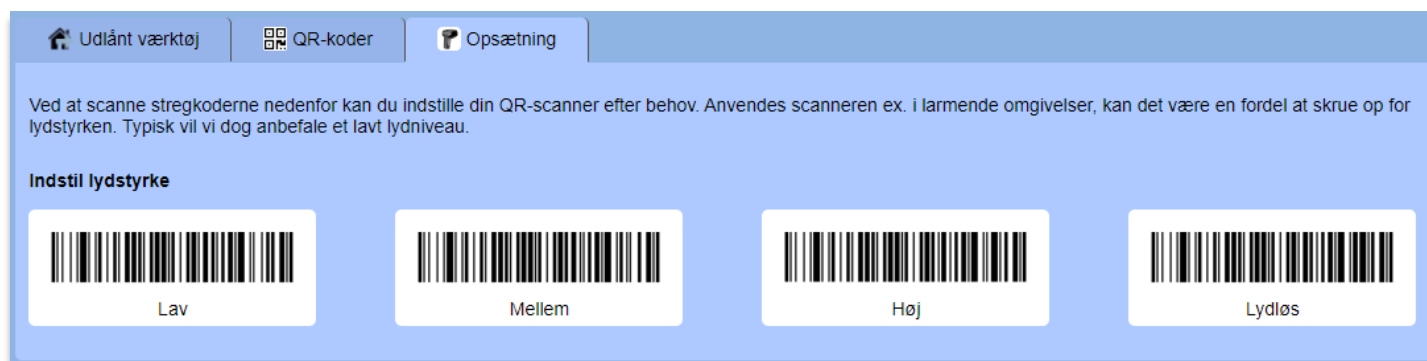 Udlånt værktøj QR-koder Opsætning
Ved at scanne stregkoderne nedenfor kan du indstille din QR-scanner efter behov. Anvendes scanneren ex. i larmende omgivelser, kan det være en fordel at skrue op for
lydstyrken. Typisk vil vi dog anbefale et lavt lydniveau.
Indstil lydstyrke
Lav Mellem Høj Lydløs